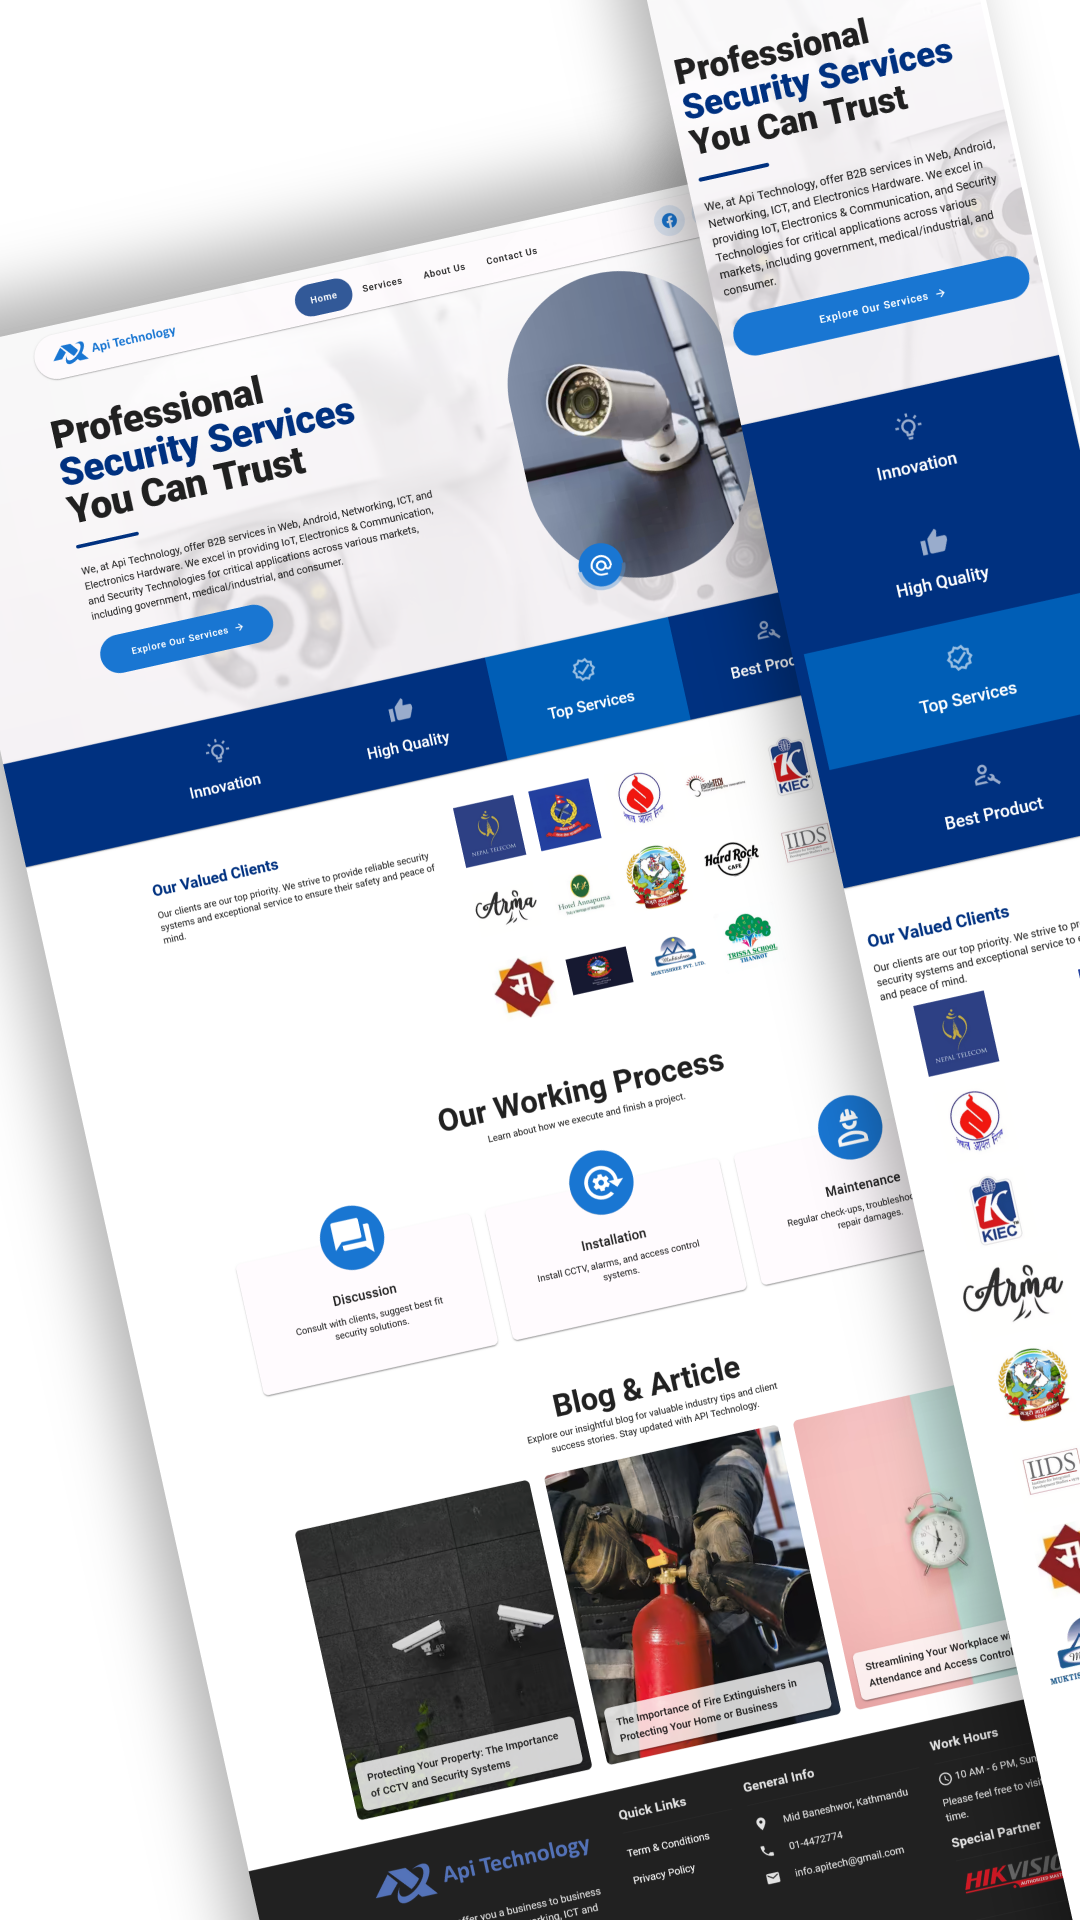 Api Technology
Home
Services
About Us
Contact Us
Professional
Security Services
You Can Trust
We, at Api Technology, offer B2B services in Web, Android, Networking, ICT, and
Electronics Hardware. We excel in providing IoT, Electronics & Communication,
and Security Technologies for critical applications across various markets,
including government, medical/industrial, and consumer.
Explore Our Services →
Innovation
High Quality
Top Services
Best Prod
Our Valued Clients
Our clients are our top priority. We strive to provide reliable security
systems and exceptional service to ensure their safety and peace of
mind.
NEPAL TELECOM
KIEC
Arma
Hotel Annapurna
Hard Rock
CAFE
IIDS
Muktishree
MUKTISHREE PVT. LTD.
TRISSA SCHOOL
THANKOT
Our Working Process
Learn about how we execute and finish a project.
Discussion
Consult with clients, suggest best fit
security solutions.
Installation
Install CCTV, alarms, and access control
systems.
Maintenance
Regular check-ups, troubleshoo
repair damages.
Blog & Article
Explore our insightful blog for valuable industry tips and client
success stories. Stay updated with API Technology.
Protecting Your Property: The Importance
of CCTV and Security Systems
The Importance of Fire Extinguishers in
Protecting Your Home or Business
Streamlining Your Workplace wi
Attendance and Access Control
Api Technology
ffer you a business to business
rking, ICT and
Quick Links
Term & Conditions
Privacy Policy
General Info
Mid Baneshwor, Kathmandu
01-4472774
info.apitech@gmail.com
Work Hours
10 AM - 6 PM, Sun
Please feel free to visi
time.
Special Partner
HIKVISIO
Professional
Security Services
You Can Trust
We, at Api Technology, offer B2B services in Web, Android,
Networking, ICT, and Electronics Hardware. We excel in
providing IoT, Electronics & Communication, and Security
Technologies for critical applications across various
markets, including government, medical/industrial, and
consumer.
Explore Our Services →
Innovation
High Quality
Top Services
Best Product
Our Valued Clients
Our clients are our top priority. We strive to pr
security systems and exceptional service to e
and peace of mind.
NEPAL TELECOM
KIEC
Arma
IIDS
MUKTIS